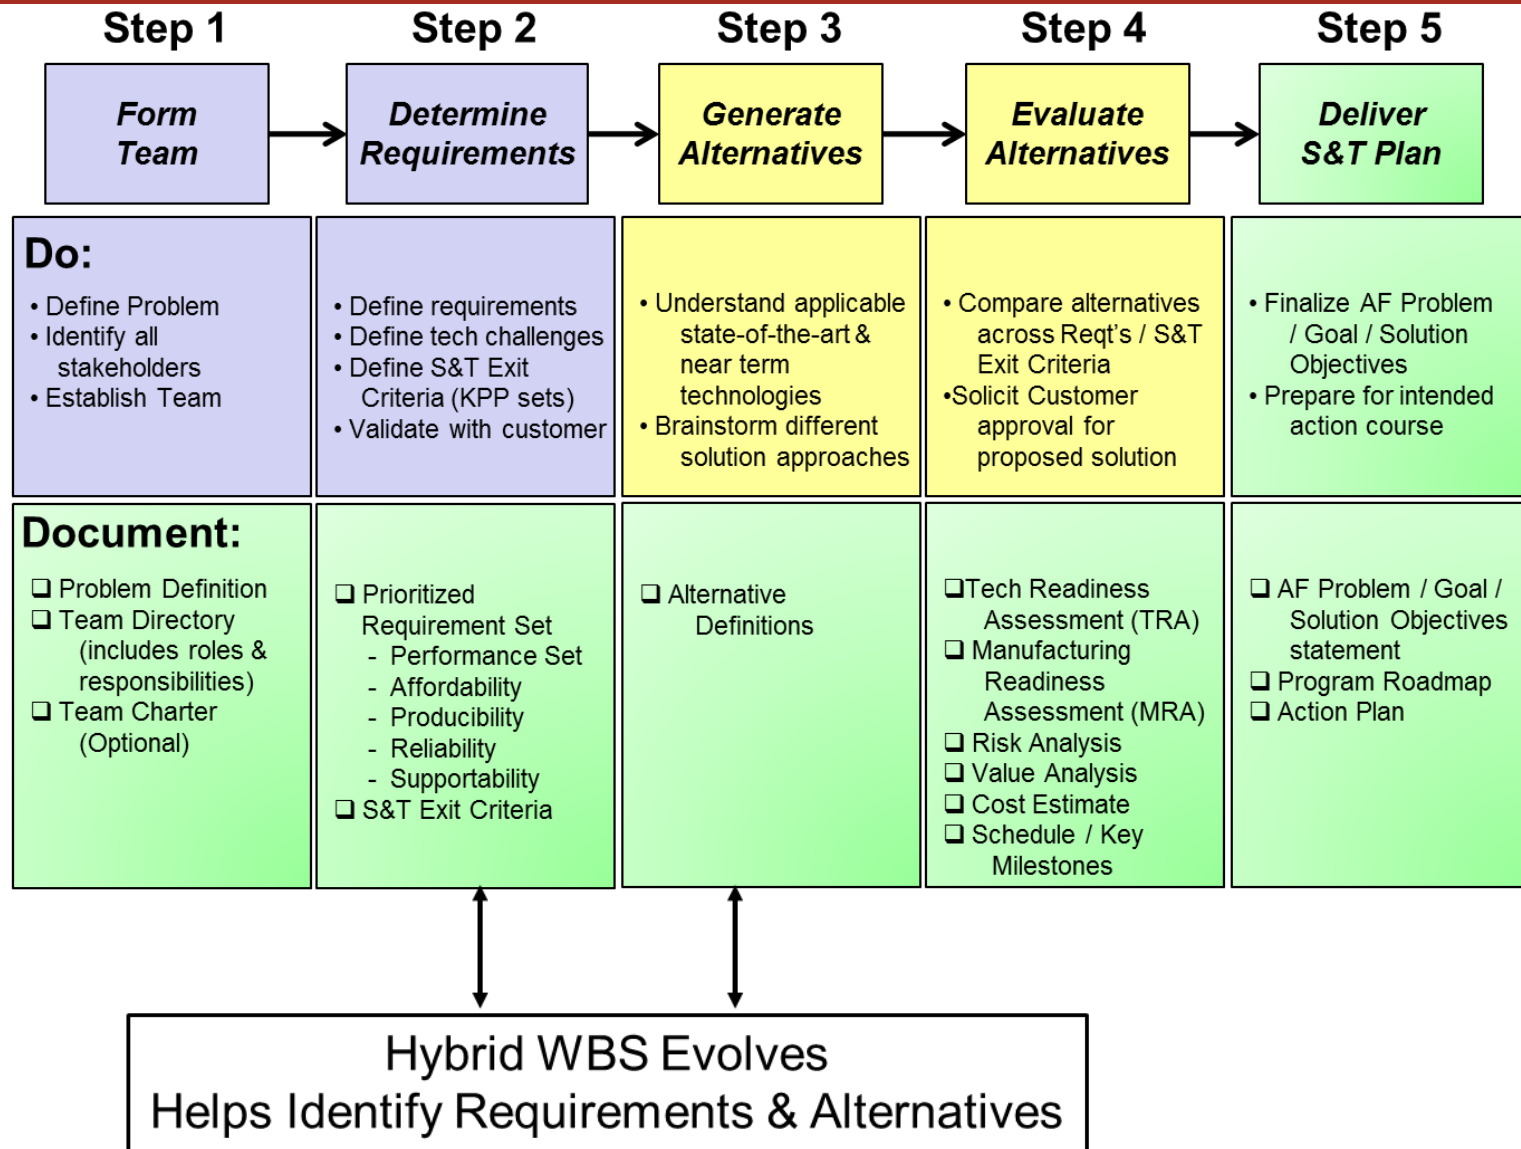 Step 1
Step 2
Step 3
Step 4
Step 5
Form
Team
Determine
Requirements
Generate
Alternatives
Evaluate
Alternatives
Deliver
S&T Plan
Do:
• Define Problem
• Identify all
stakeholders
• Establish Team
• Define requirements
• Define tech challenges
• Define S&T Exit
Criteria (KPP sets)
• Validate with customer
• Understand applicable
state-of-the-art &
near term
technologies
• Brainstorm different
solution approaches
• Compare alternatives
across Reqt's / S&T
Exit Criteria
•Solicit Customer
approval for
proposed solution
• Finalize AF Problem
/ Goal / Solution
Objectives
• Prepare for intended
action course
Document:
❑ Problem Definition
❑ Team Directory
(includes roles &
responsibilities)
❑ Team Charter
(Optional)
❑ Prioritized
Requirement Set
- Performance Set
- Affordability
- Producibility
- Reliability
- Supportability
❑ S&T Exit Criteria
❑ Alternative
Definitions
❑Tech Readiness
Assessment (TRA)
❑ Manufacturing
Readiness
Assessment (MRA)
❑ Risk Analysis
❑ Value Analysis
❑ Cost Estimate
❑ Schedule / Key
Milestones
❑ AF Problem / Goal /
Solution Objectives
statement
❑ Program Roadmap
❑ Action Plan
Hybrid WBS Evolves
Helps Identify Requirements & Alternatives